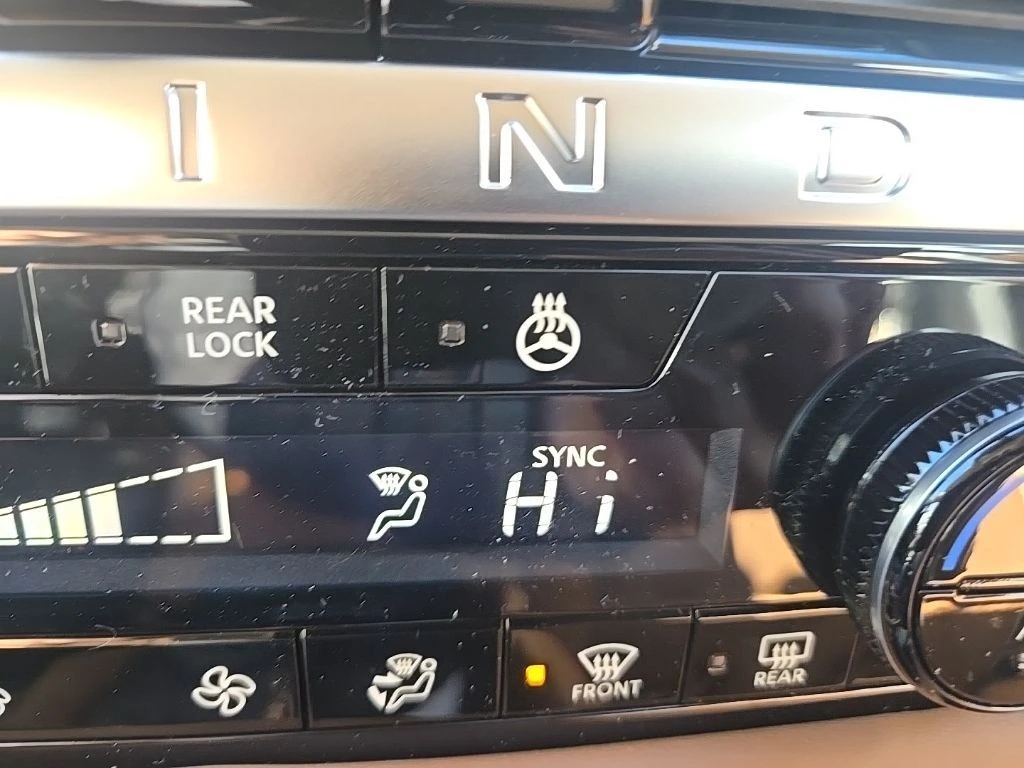 I N D
REAR
LOCK
SYNC
Hi
FRONT
REAR